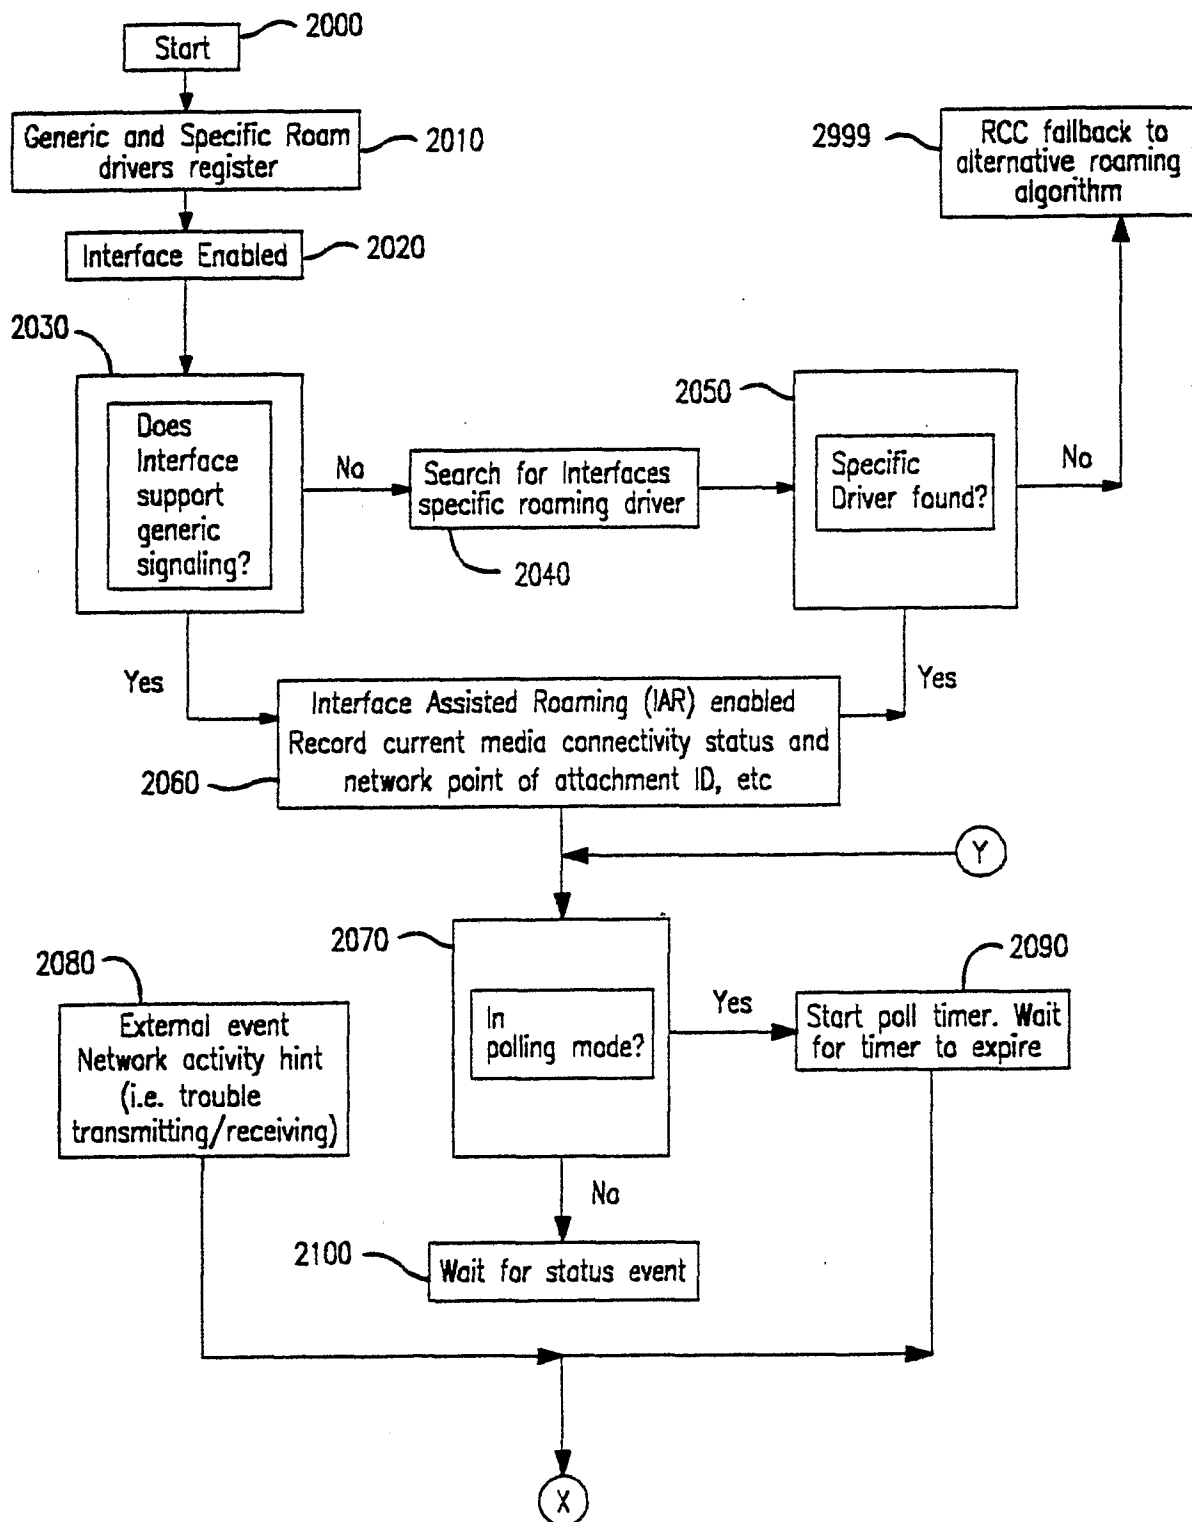 2000
Start
Generic and Specific Roam
drivers register
2010
2999
RCC fallback to
alternative roaming
algorithm
Interface Enabled
2020
2030
Does
Interface
support
generic
signaling?
No
Search for Interfaces
specific roaming driver
2040
2050
Specific
Driver found?
No
Yes
Yes
Interface Assisted Roaming (IAR) enabled
Record current media connectivity status and
network point of attachment ID, etc
2060
Y
2070
In
polling mode?
Yes
2090
Start poll timer. Wait
for timer to expire
2080
External event
Network activity hint
(i.e. trouble
transmitting/receiving)
No
2100
Wait for status event
X